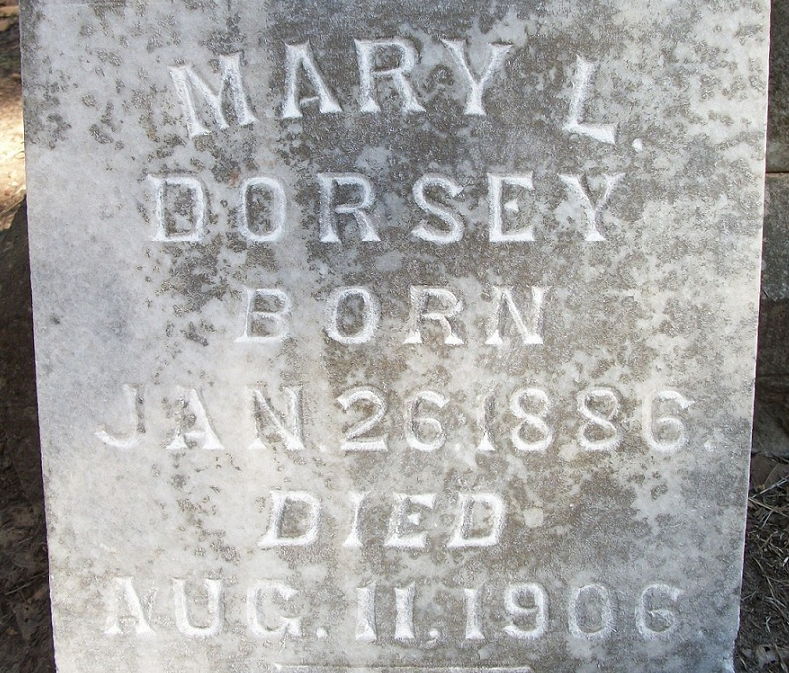 MARY L.
DORSEY
BORN
JAN. 26, 1886.
DIED
AUG. 11, 1906